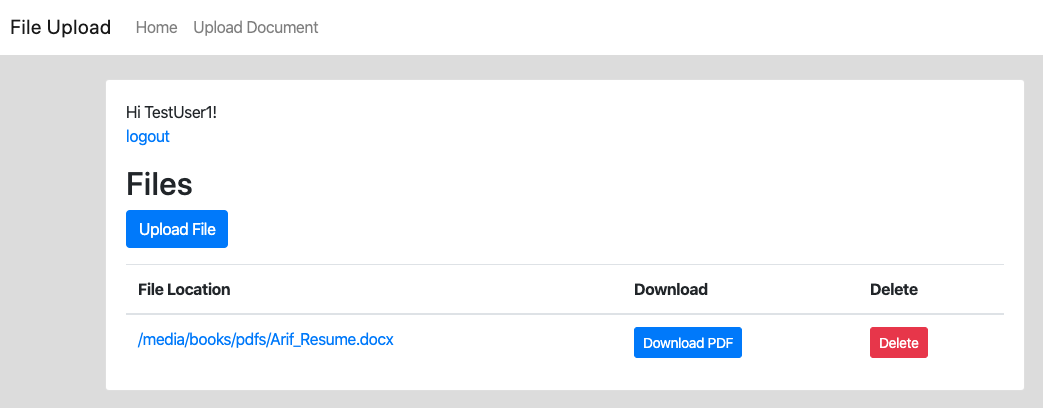 File Upload Home Upload Document
Hi TestUser1!
logout
Files
Upload File
File Location Download Delete
/media/books/pdfs/Arif_Resume.docx Download PDF Delete